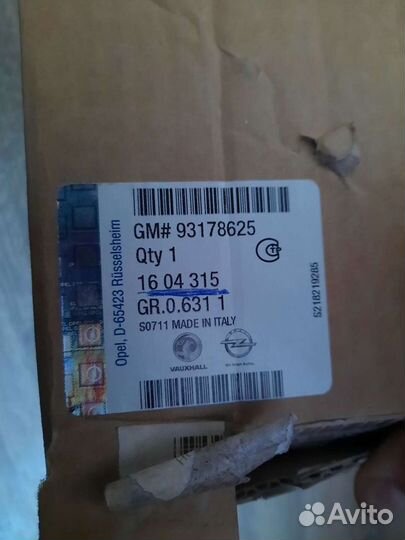 GM# 93178625
Qty 1
16 04 315
GR.0.631 1
S0711 MADE IN ITALY
VAUXHALL
Opel, D-65423 Rüsselsheim
S218219285
Avito